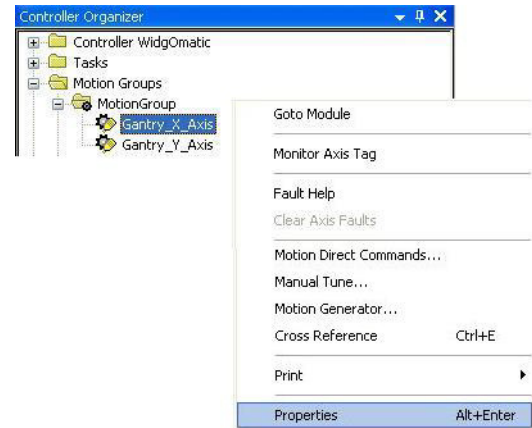 Controller Organizer
Controller WidgOmatic
Tasks
Motion Groups
MotionGroup
Gantry_X_Axis
Gantry_Y_Axis
Goto Module
Monitor Axis Tag
Fault Help
Clear Axis Faults
Motion Direct Commands...
Manual Tune...
Motion Generator...
Cross Reference Ctrl+E
Print
Properties Alt+Enter